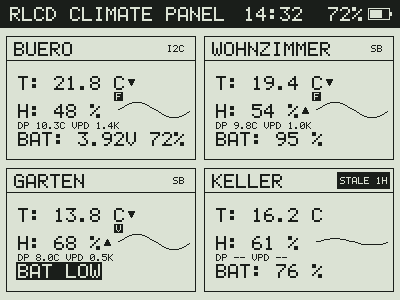 RLCD CLIMATE PANEL 14:32 72%
BUERO I2C
T: 21.8 C▼
F
H: 48 %
DP 10.3C VPD 1.4K
BAT: 3.92V 72%
WOHNZIMMER SB
T: 19.4 C▼
F
H: 54 %▲
DP 9.8C VPD 1.0K
BAT: 95 %
GARTEN SB
T: 13.8 C▼
V
H: 68 %▲
DP 8.0C VPD 0.5K
BAT LOW
KELLER STALE 1H
T: 16.2 C
H: 61 %
DP -- VPD --
BAT: 76 %